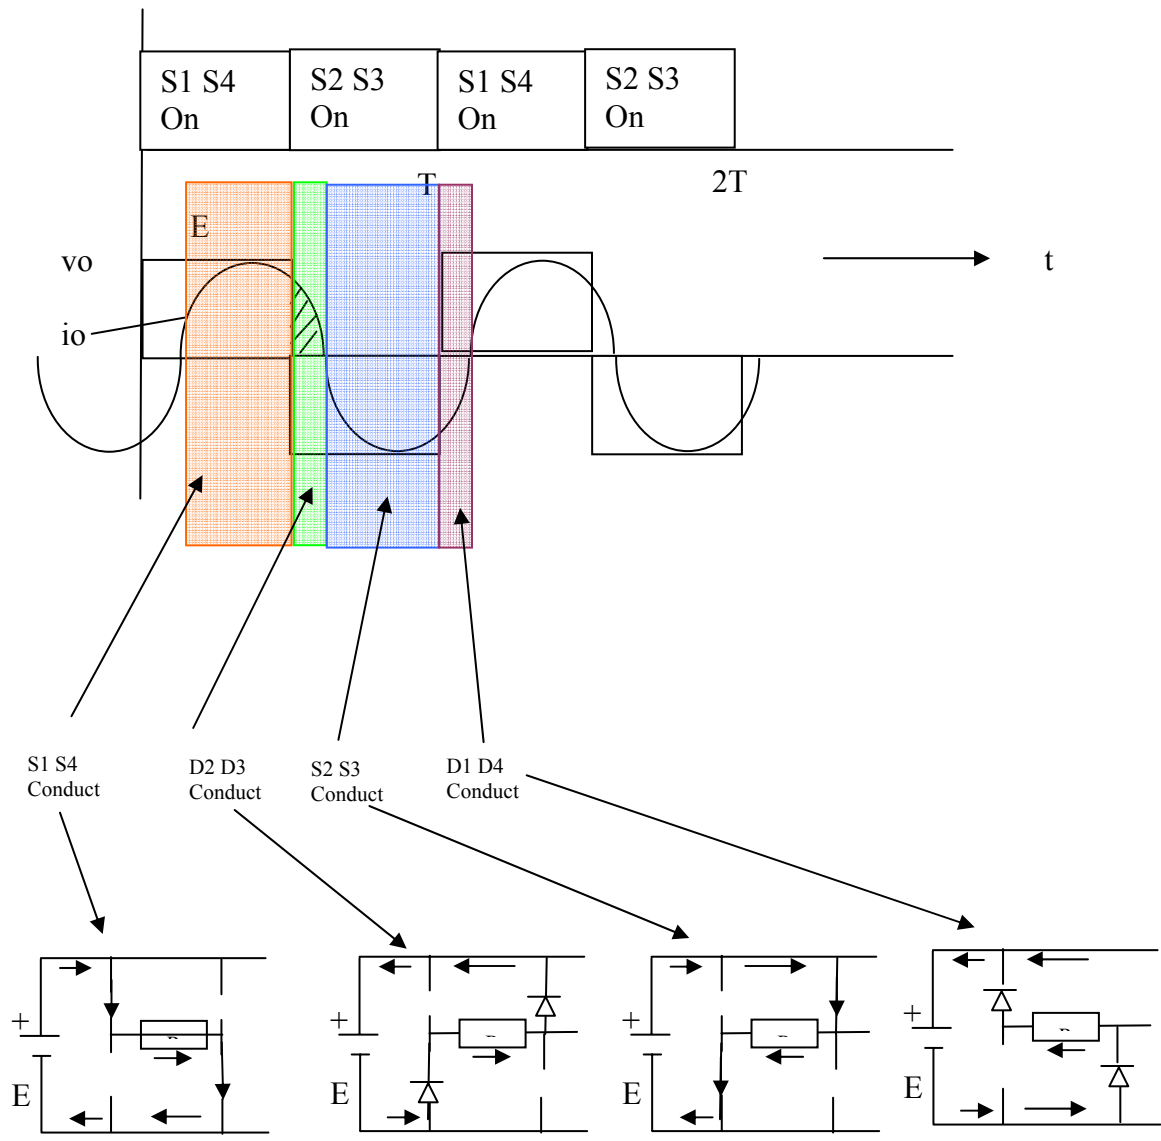 S1 S4
On
S2 S3
On
S1 S4
On
S2 S3
On
T
2T
E
vo
t
io
S1 S4
Conduct
D2 D3
Conduct
S2 S3
Conduct
D1 D4
Conduct
+
E
+
E
+
E
+
E